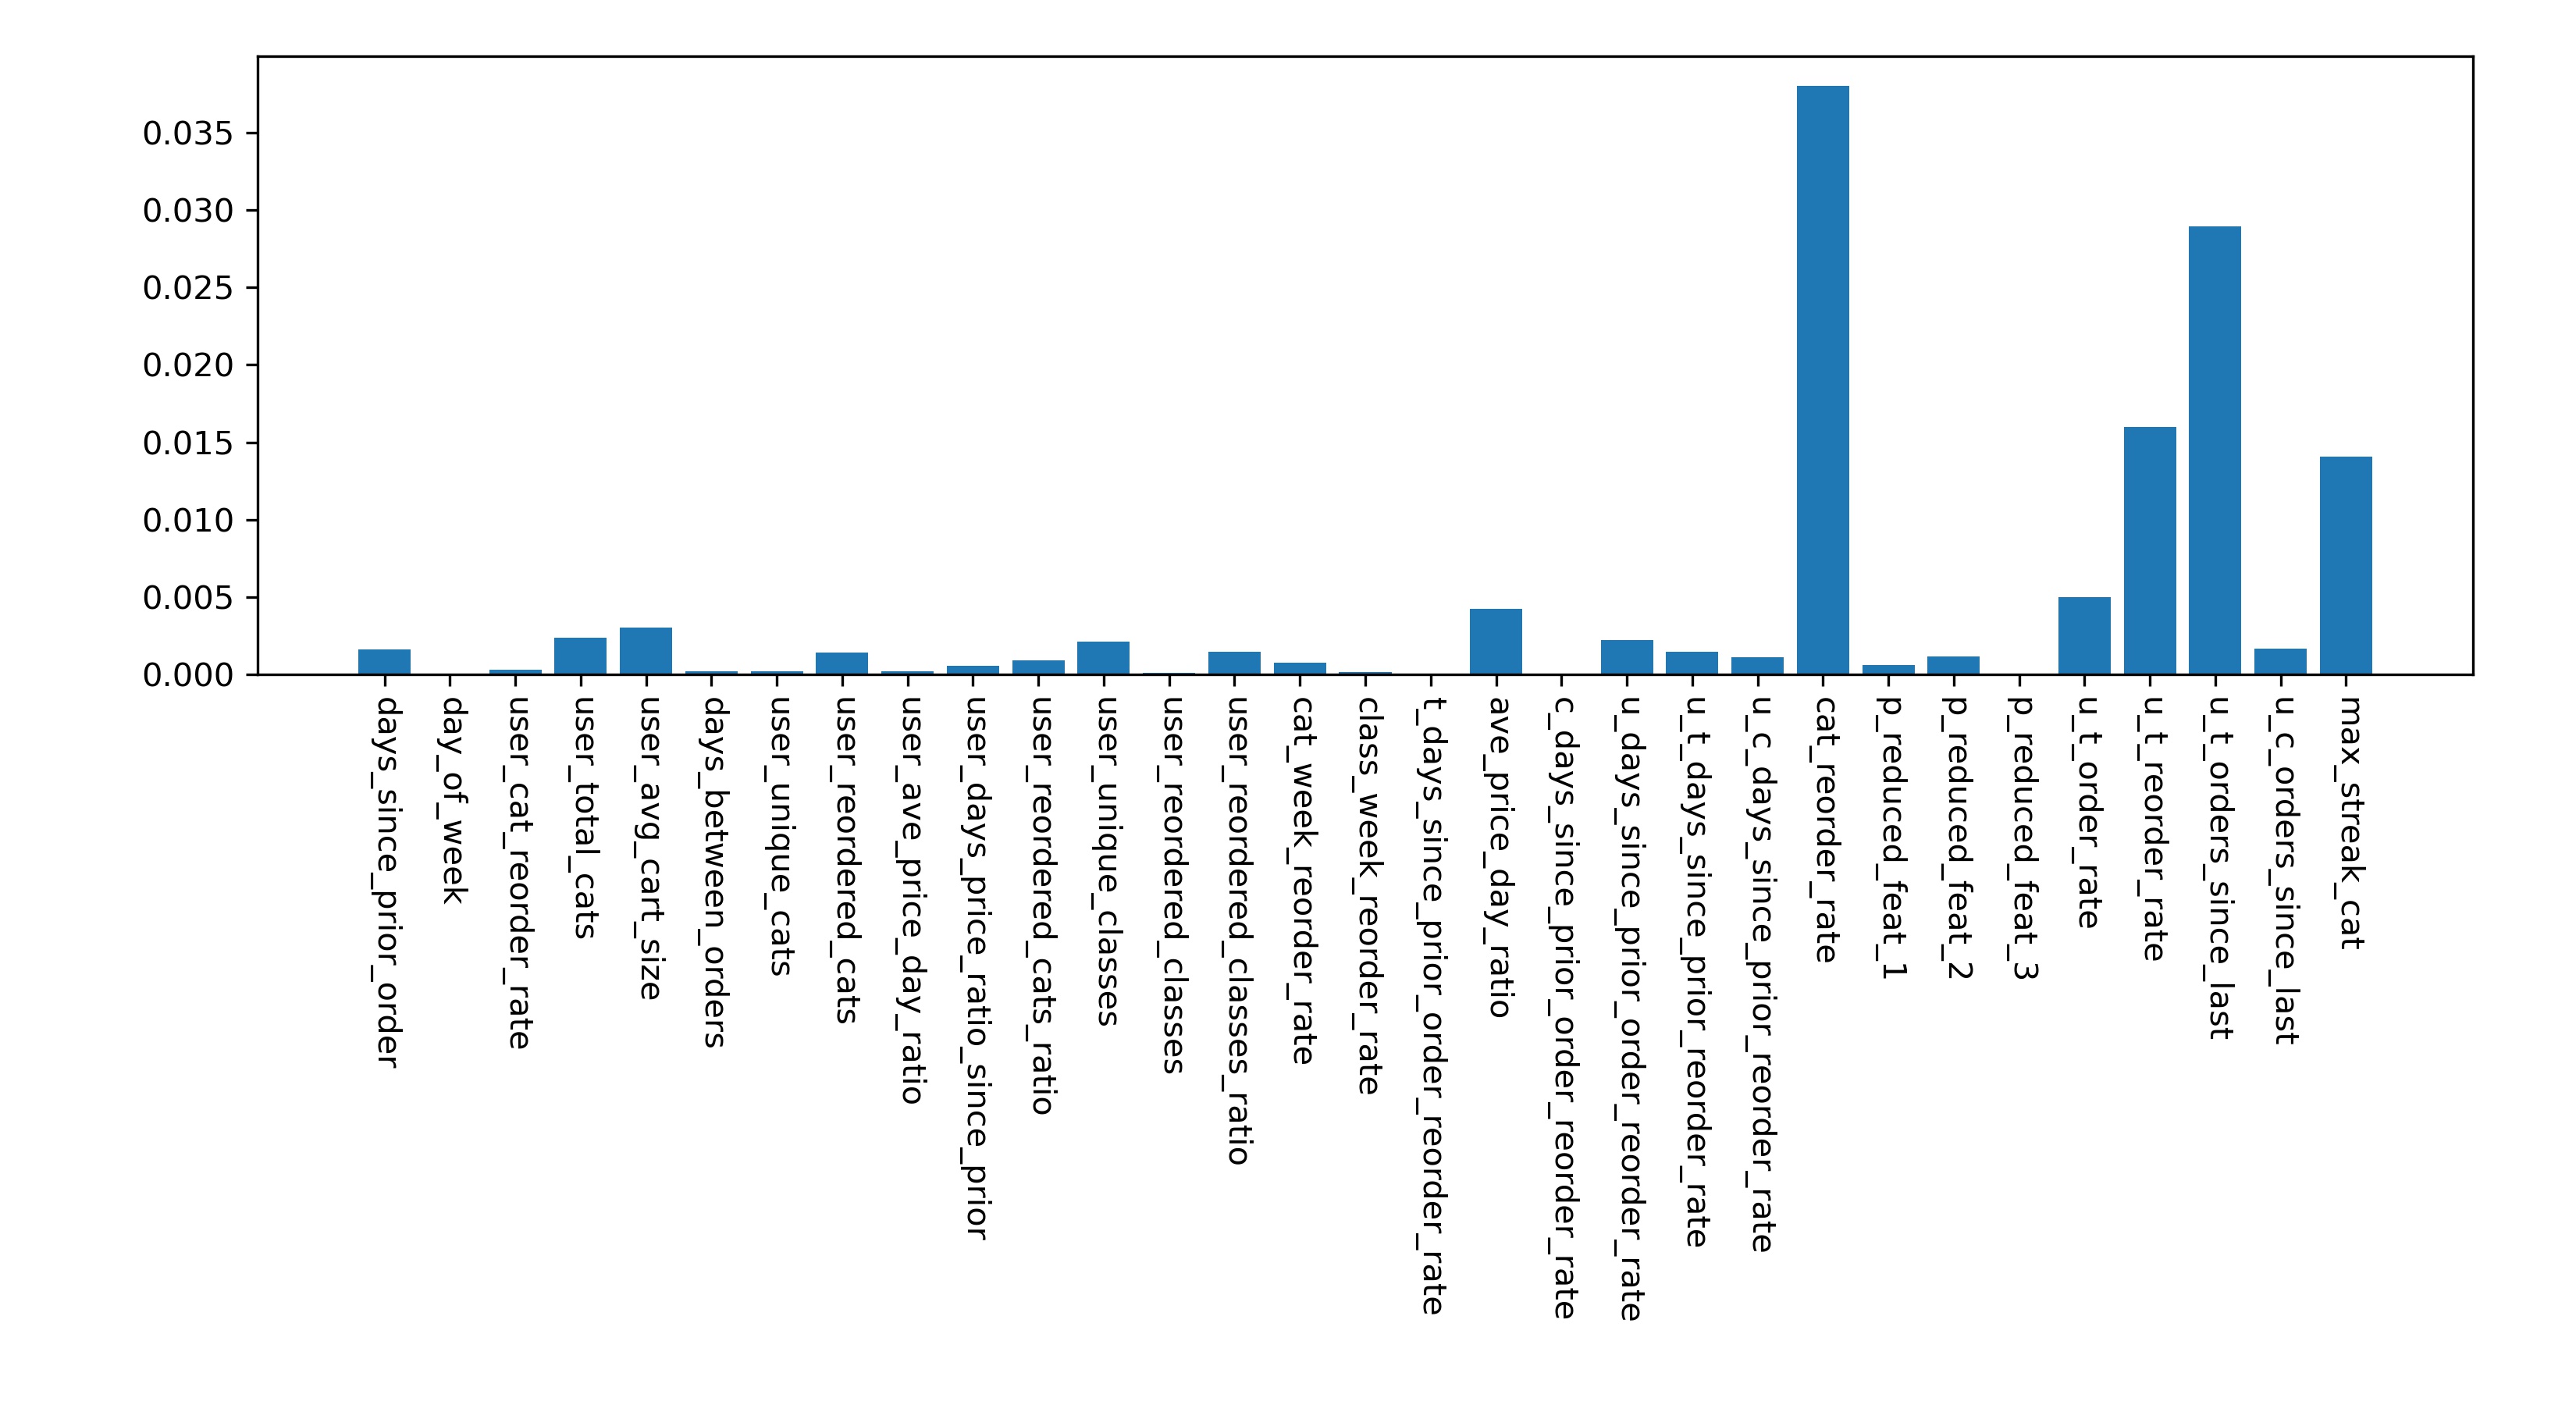 0.035
0.030
0.025
0.020
0.015
0.010
0.005
0.000
days_since_prior_order
day_of_week
user_cat_reorder_rate
user_total_cats
user_avg_cart_size
days_between_orders
user_unique_cats
user_reordered_cats
user_ave_price_day_ratio
user_days_price_ratio_since_prior
user_reordered_cats_ratio
user_unique_classes
user_reordered_classes
user_reordered_classes_ratio
cat_week_reorder_rate
class_week_reorder_rate
t_days_since_prior_order_reorder_rate
ave_price_day_ratio
c_days_since_prior_order_reorder_rate
u_days_since_prior_order_reorder_rate
u_t_days_since_prior_reorder_rate
u_c_days_since_prior_reorder_rate
cat_reorder_rate
p_reduced_feat_1
p_reduced_feat_2
p_reduced_feat_3
u_t_order_rate
u_t_reorder_rate
u_t_orders_since_last
u_c_orders_since_last
max_streak_cat